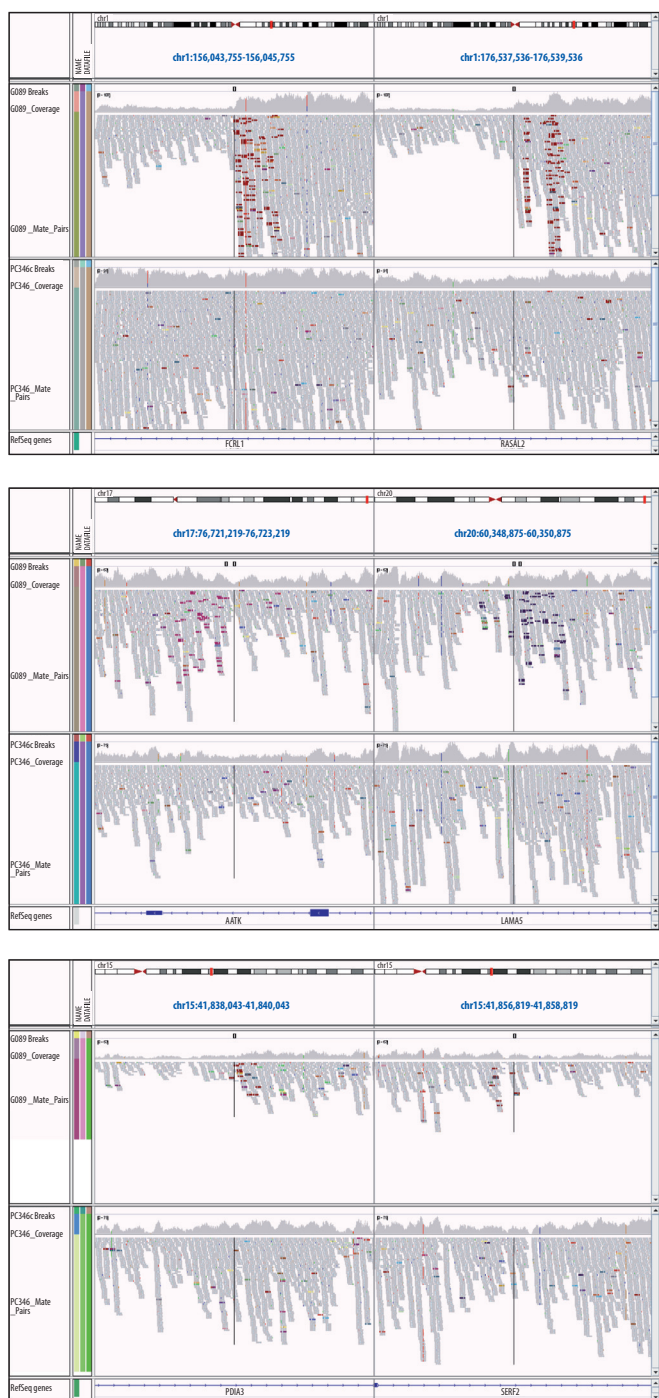 chr1 chr1
NAME
DATAFILE
chr1:156,043,755-156,045,755 chr1:176,537,536-176,539,536
G089 Breaks
G089_Coverage
G089 _Mate_Pairs
PC346c Breaks
PC346_Coverage
PC346_Mate
_Pairs
RefSeq genes
FCRL1 RASAL2
chr17 chr20
NAME
DATAFILE
chr17:76,721,219-76,723,219 chr20:60,348,875-60,350,875
G089 Breaks
G089_Coverage
G089 _Mate_Pairs
PC346c Breaks
PC346_Coverage
PC346_Mate
_Pairs
RefSeq genes
AATK LAMA5
chr15 chr15
NAME
DATAFILE
chr15:41,838,043-41,840,043 chr15:41,856,819-41,858,819
G089 Breaks
G089_Coverage
G089_Mate_Pairs
PC346c Breaks
PC346_Coverage
PC346_Mate
_Pairs
RefSeq genes
PDIA3 SERF2